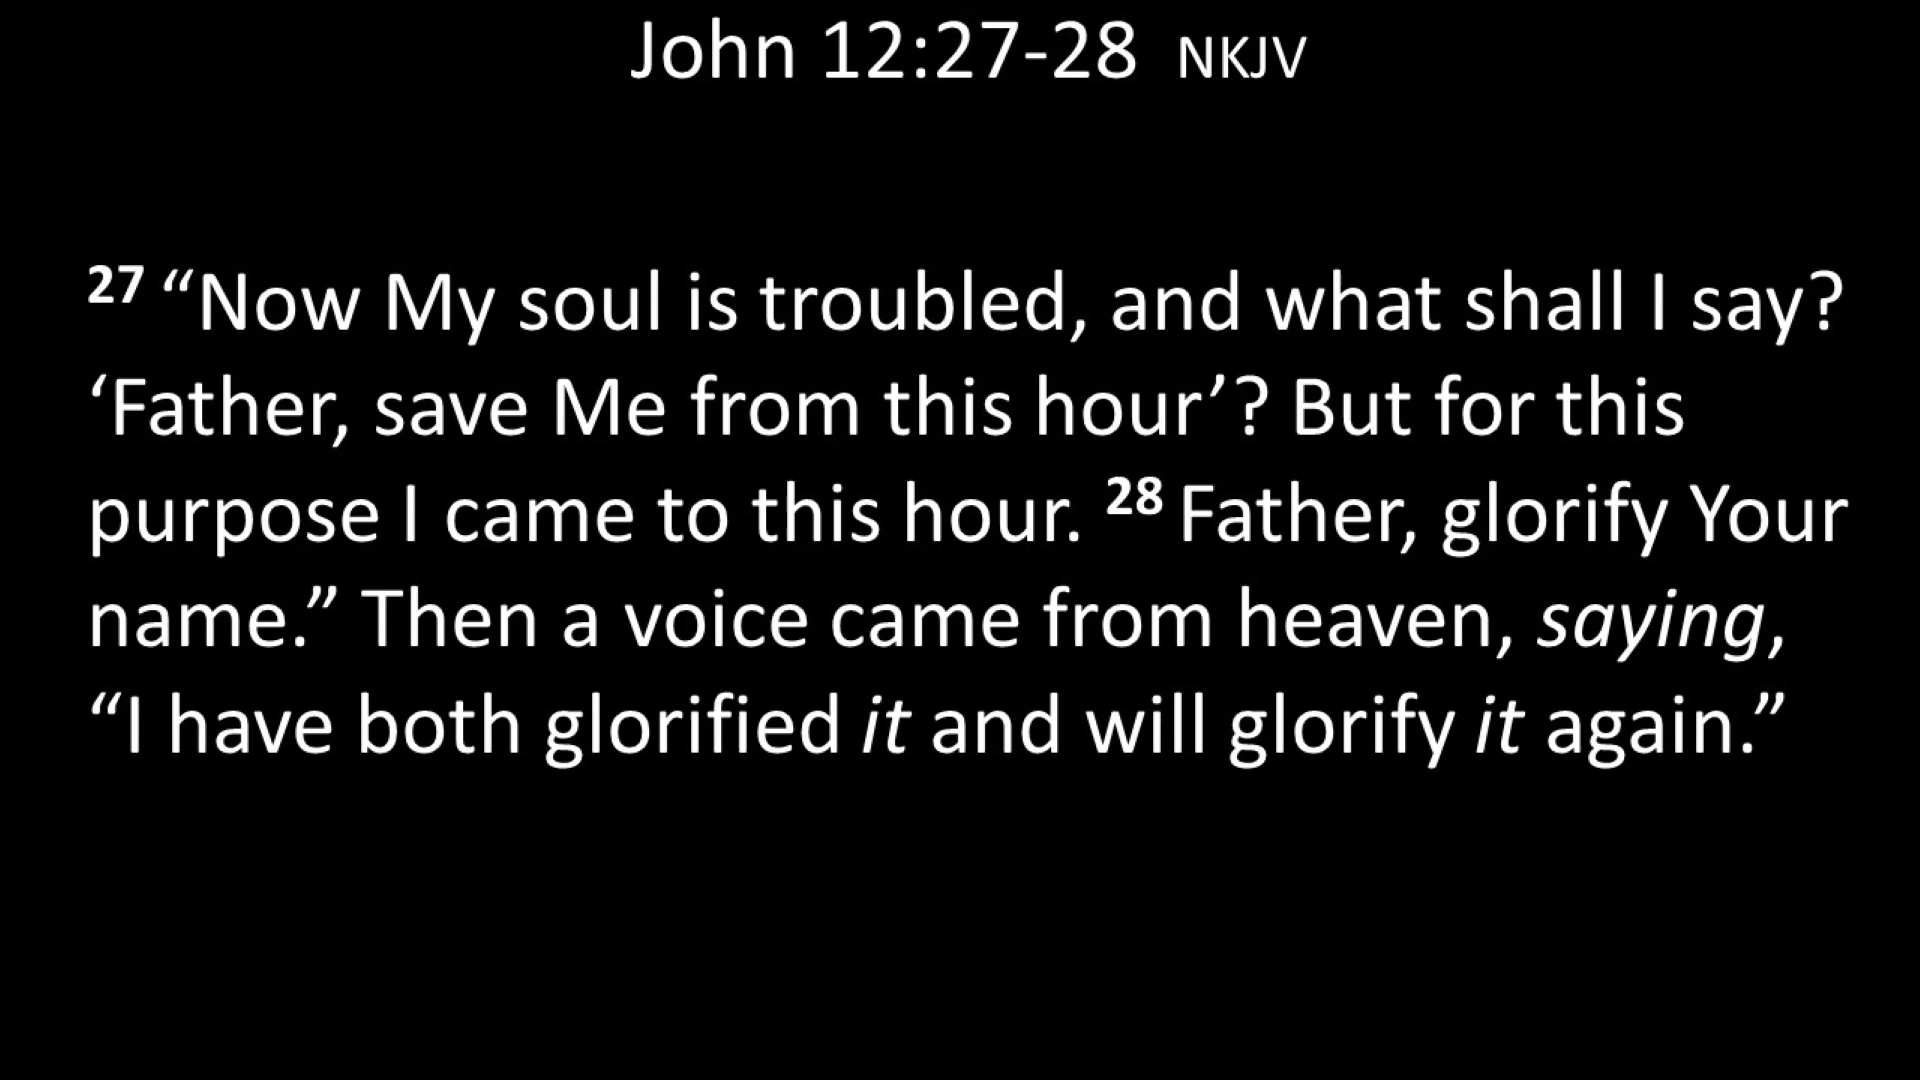 John 12:27-28 NKJV
27 “Now My soul is troubled, and what shall I say?
‘Father, save Me from this hour’? But for this
purpose I came to this hour. 28 Father, glorify Your
name.” Then a voice came from heaven, saying,
“I have both glorified it and will glorify it again.”